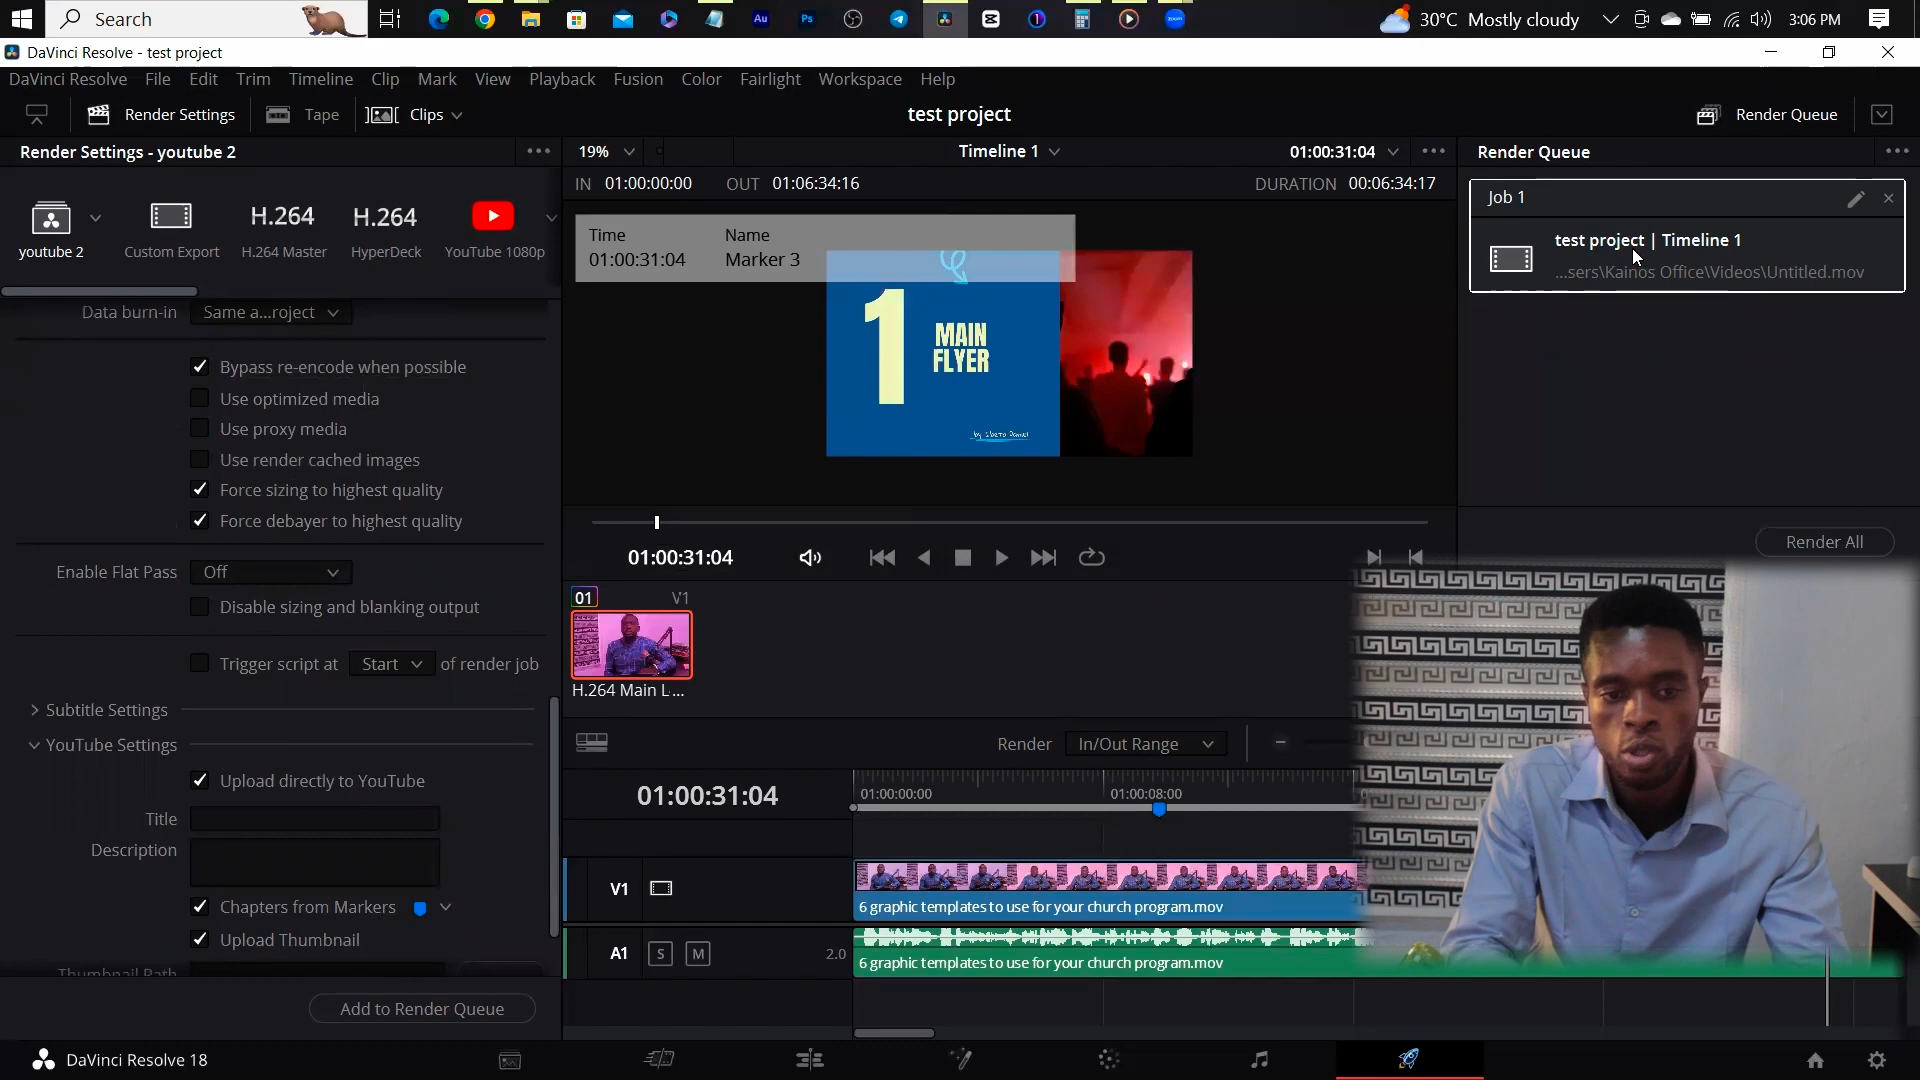 Search
Au
Ps
zoom
30°C Mostly cloudy
3:06 PM
DaVinci Resolve - test project
DaVinci Resolve File Edit Trim Timeline Clip Mark View Playback Fusion Color Fairlight Workspace Help
Render Settings
Tape
Clips
test project
Render Queue
Render Settings - youtube 2
19%
Timeline 1
01:00:31:04
Render Queue
IN 01:00:00:00
OUT 01:06:34:16
DURATION 00:06:34:17
Job 1
H.264
H.264
youtube 2
Custom Export
H.264 Master
HyperDeck
YouTube 1080p
Time
Name
01:00:31:04
Marker 3
test project | Timeline 1
...sers\Kainos Office\Videos\Untitled.mov
1
MAIN
FLYER
Data burn-in
Same a...roject
Bypass re-encode when possible
Use optimized media
Use proxy media
Use render cached images
Force sizing to highest quality
Force debayer to highest quality
01:00:31:04
Render All
Enable Flat Pass
Off
Disable sizing and blanking output
01
V1
H.264 Main L...
Trigger script at
Start
of render job
Subtitle Settings
YouTube Settings
Render
In/Out Range
Upload directly to YouTube
01:00:31:04
01:00:00:00
01:00:08:00
Title
Description
V1
6 graphic templates to use for your church program.mov
Chapters from Markers
Upload Thumbnail
A1
S
M
2.0
6 graphic templates to use for your church program.mov
Thumbnail Path
Add to Render Queue
DaVinci Resolve 18